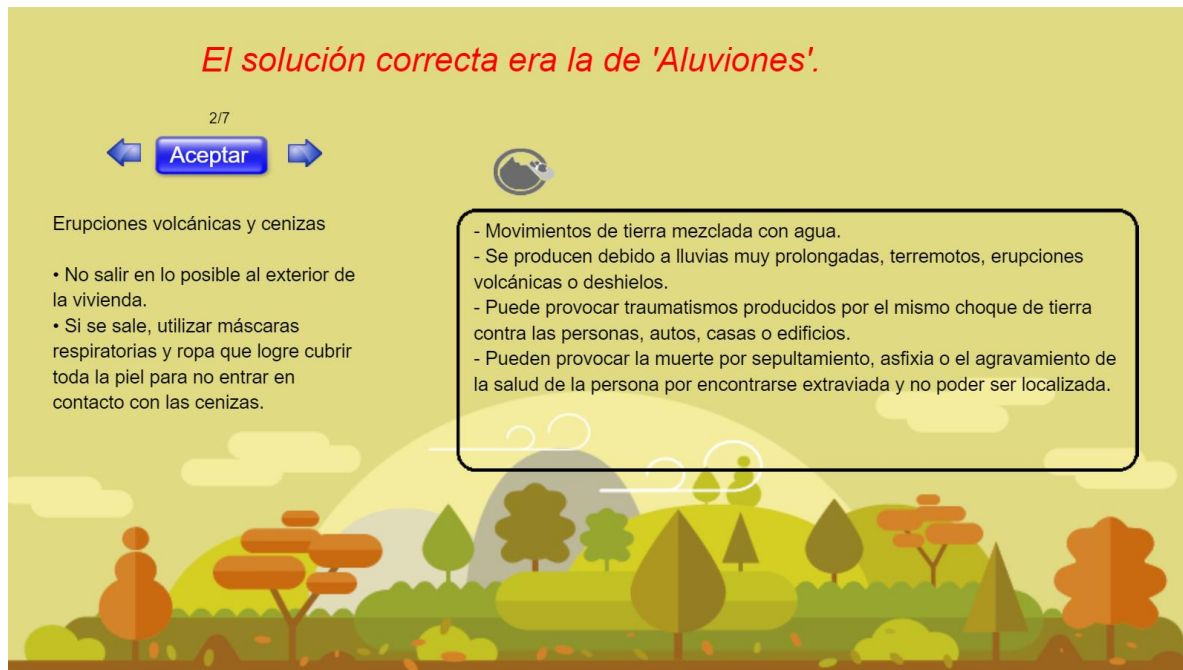 El solución correcta era la de 'Aluviones'.
2/7
Aceptar
Erupciones volcánicas y cenizas
• No salir en lo posible al exterior de
la vivienda.
• Si se sale, utilizar máscaras
respiratorias y ropa que logre cubrir
toda la piel para no entrar en
contacto con las cenizas.
- Movimientos de tierra mezclada con agua.
- Se producen debido a lluvias muy prolongadas, terremotos, erupciones
volcánicas o deshielos.
- Puede provocar traumatismos producidos por el mismo choque de tierra
contra las personas, autos, casas o edificios.
- Pueden provocar la muerte por sepultamiento, asfixia o el agravamiento de
la salud de la persona por encontrarse extraviada y no poder ser localizada.